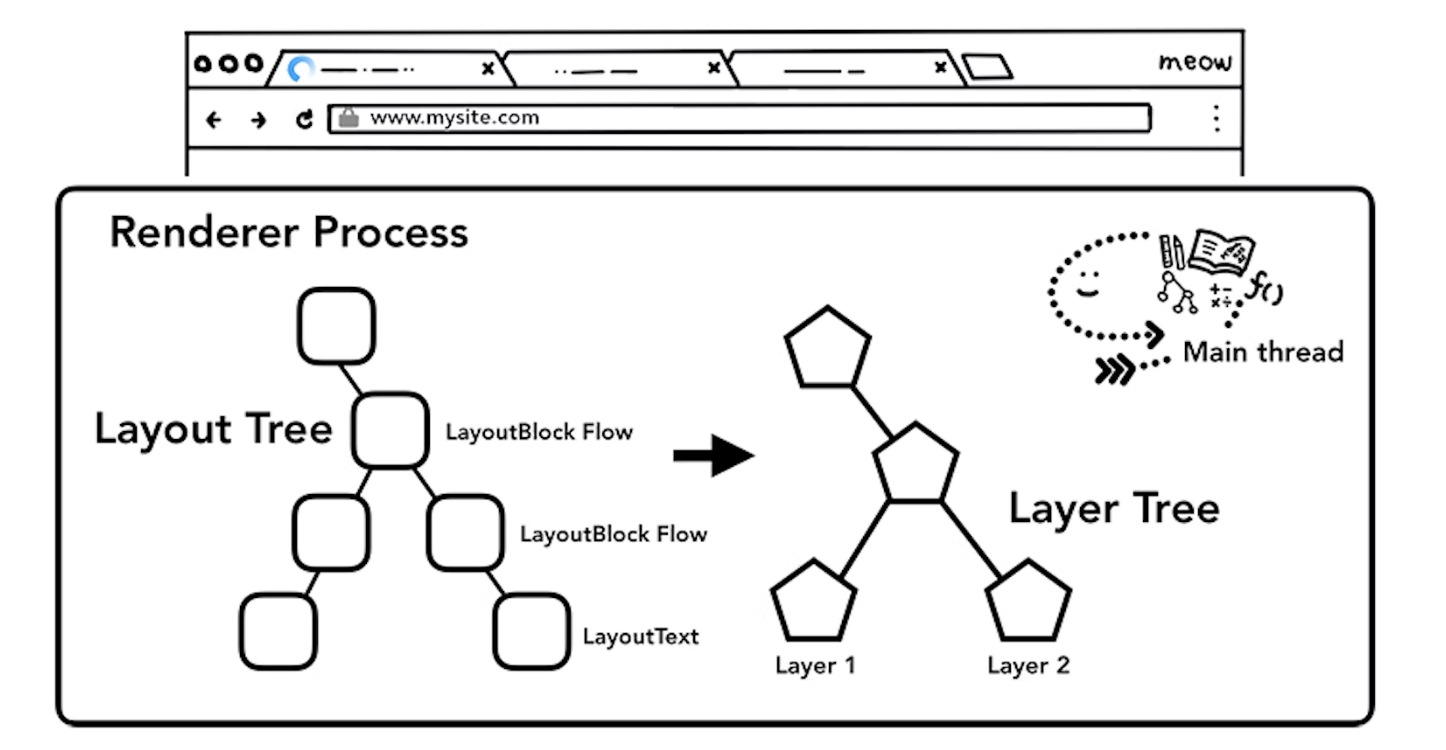 meow
www.mysite.com
Renderer Process
f()
Main thread
Layout Tree
LayoutBlock Flow
LayoutBlock Flow
LayoutText
Layer Tree
Layer 1
Layer 2